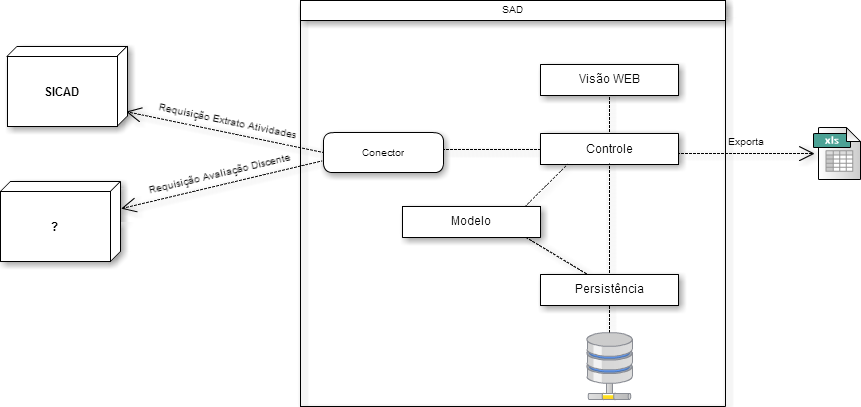 SAD
SICAD
Visão WEB
Requisição Extrato Atividades
Conector
Controle
Exporta
xls
Requisição Avaliação Discente
?
Modelo
Persistência